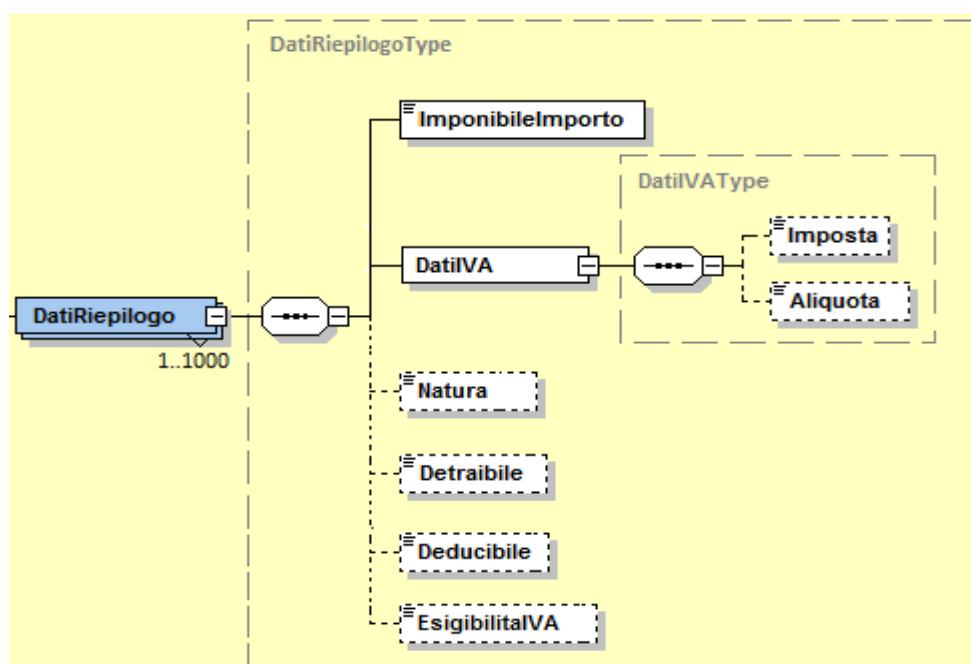 DatiRiepilogoType
ImponibileImporto
DatiIVAType
Imposta
DatiIVA
Aliquota
DatiRiepilogo
1..1000
Natura
Detraibile
Deducibile
EsigibilitaIVA